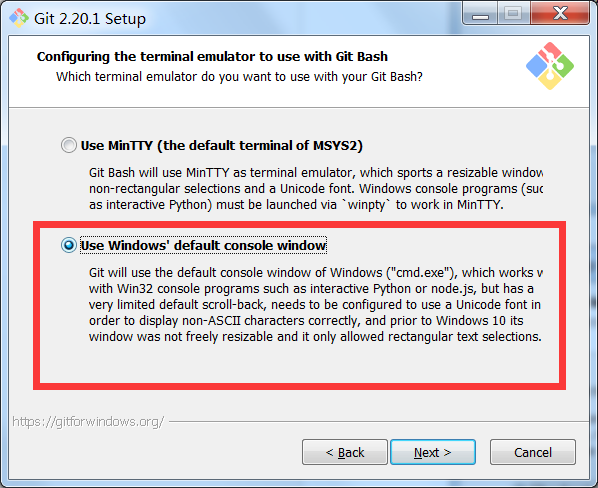 Git 2.20.1 Setup
Configuring the terminal emulator to use with Git Bash
Which terminal emulator do you want to use with your Git Bash?
Use MinTTY (the default terminal of MSYS2)
Git Bash will use MinTTY as terminal emulator, which sports a resizable window
non-rectangular selections and a Unicode font. Windows console programs (suc
as interactive Python) must be launched via `winpty` to work in MinTTY.
Use Windows' default console window
Git will use the default console window of Windows ("cmd.exe"), which works w
with Win32 console programs such as interactive Python or node.js, but has a
very limited default scroll-back, needs to be configured to use a Unicode font in
order to display non-ASCII characters correctly, and prior to Windows 10 its
window was not freely resizable and it only allowed rectangular text selections.
https://gitforwindows.org/
< Back Next > Cancel